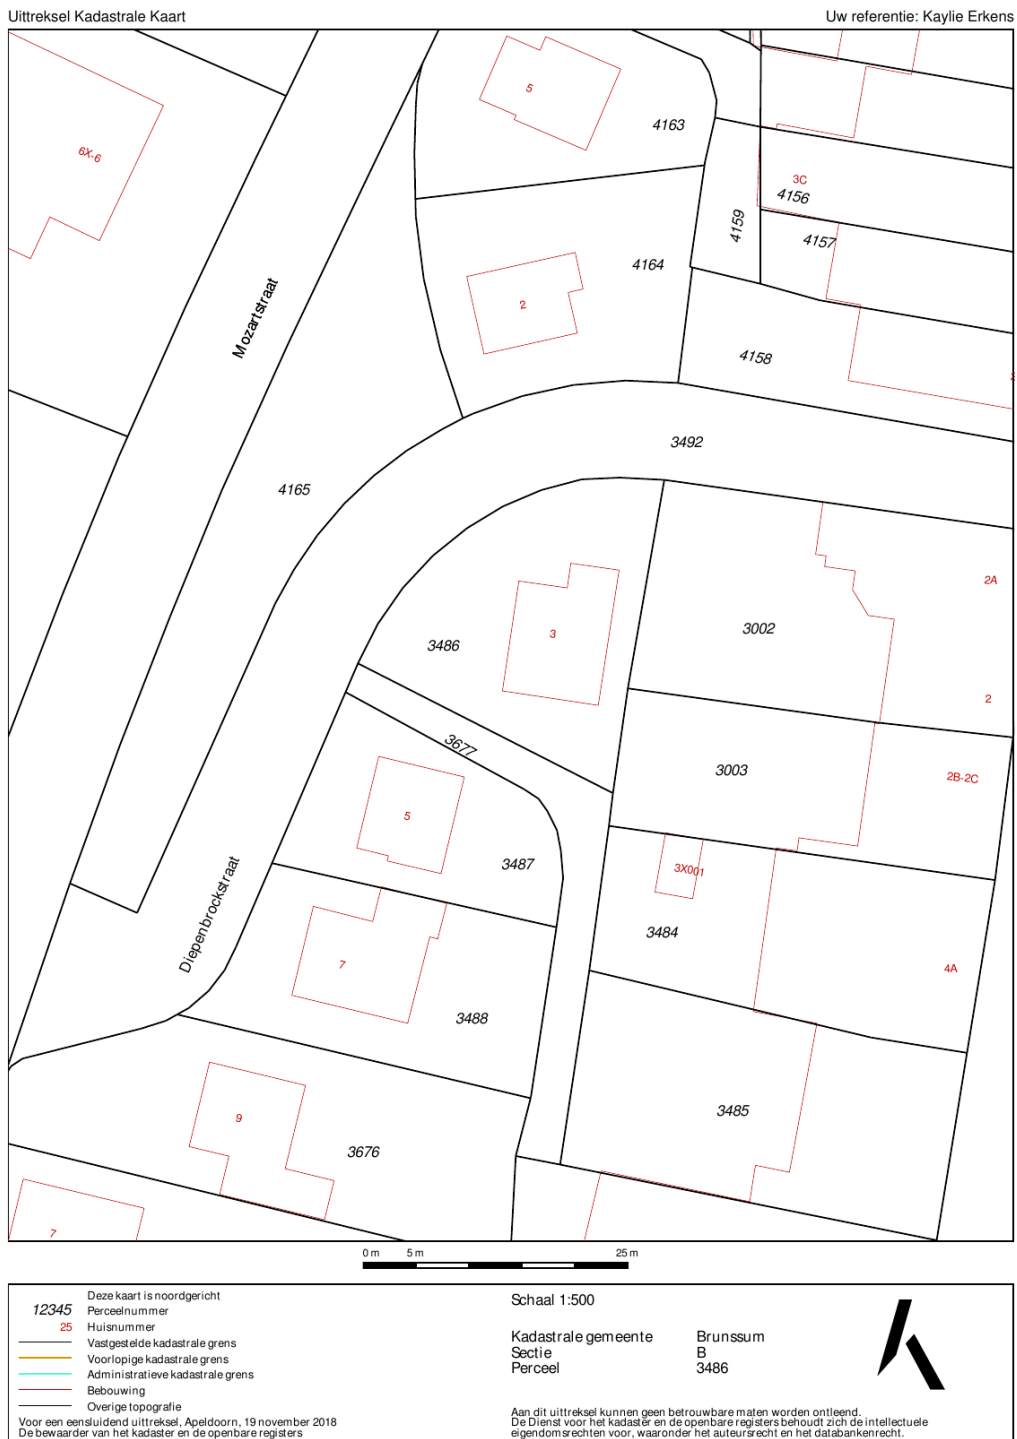 Uittreksel Kadastrale Kaart
Uw referentie: Kaylie Erkens
5
4163
6X-6
3C
4156
4159
4157
4164
2
Mozartstraat
4158
3492
4165
2A
3002
3
3486
2
3677
3003
2B-2C
5
3487
3X001
3484
4A
Diepenbrockstraat
7
3488
9
3485
3676
7
0 m 5 m 25 m
Deze kaart is noordgericht
12345 Perceelnummer
25 Huisnummer
Vastgestelde kadastrale grens
Voorlopige kadastrale grens
Administratieve kadastrale grens
Bebouwing
Overige topografie
Voor een eensluidend uittreksel, Apeldoorn, 19 november 2018
De bewaarder van het kadaster en de openbare registers
Schaal 1:500
Kadastrale gemeente Brunssum
Sectie B
Perceel 3486
Aan dit uittreksel kunnen geen betrouwbare maten worden ontleend.
De Dienst voor het kadaster en de openbare registers behoudt zich de intellectuele
eigendomsrechten voor, waaronder het auteursrecht en het databankenrecht.